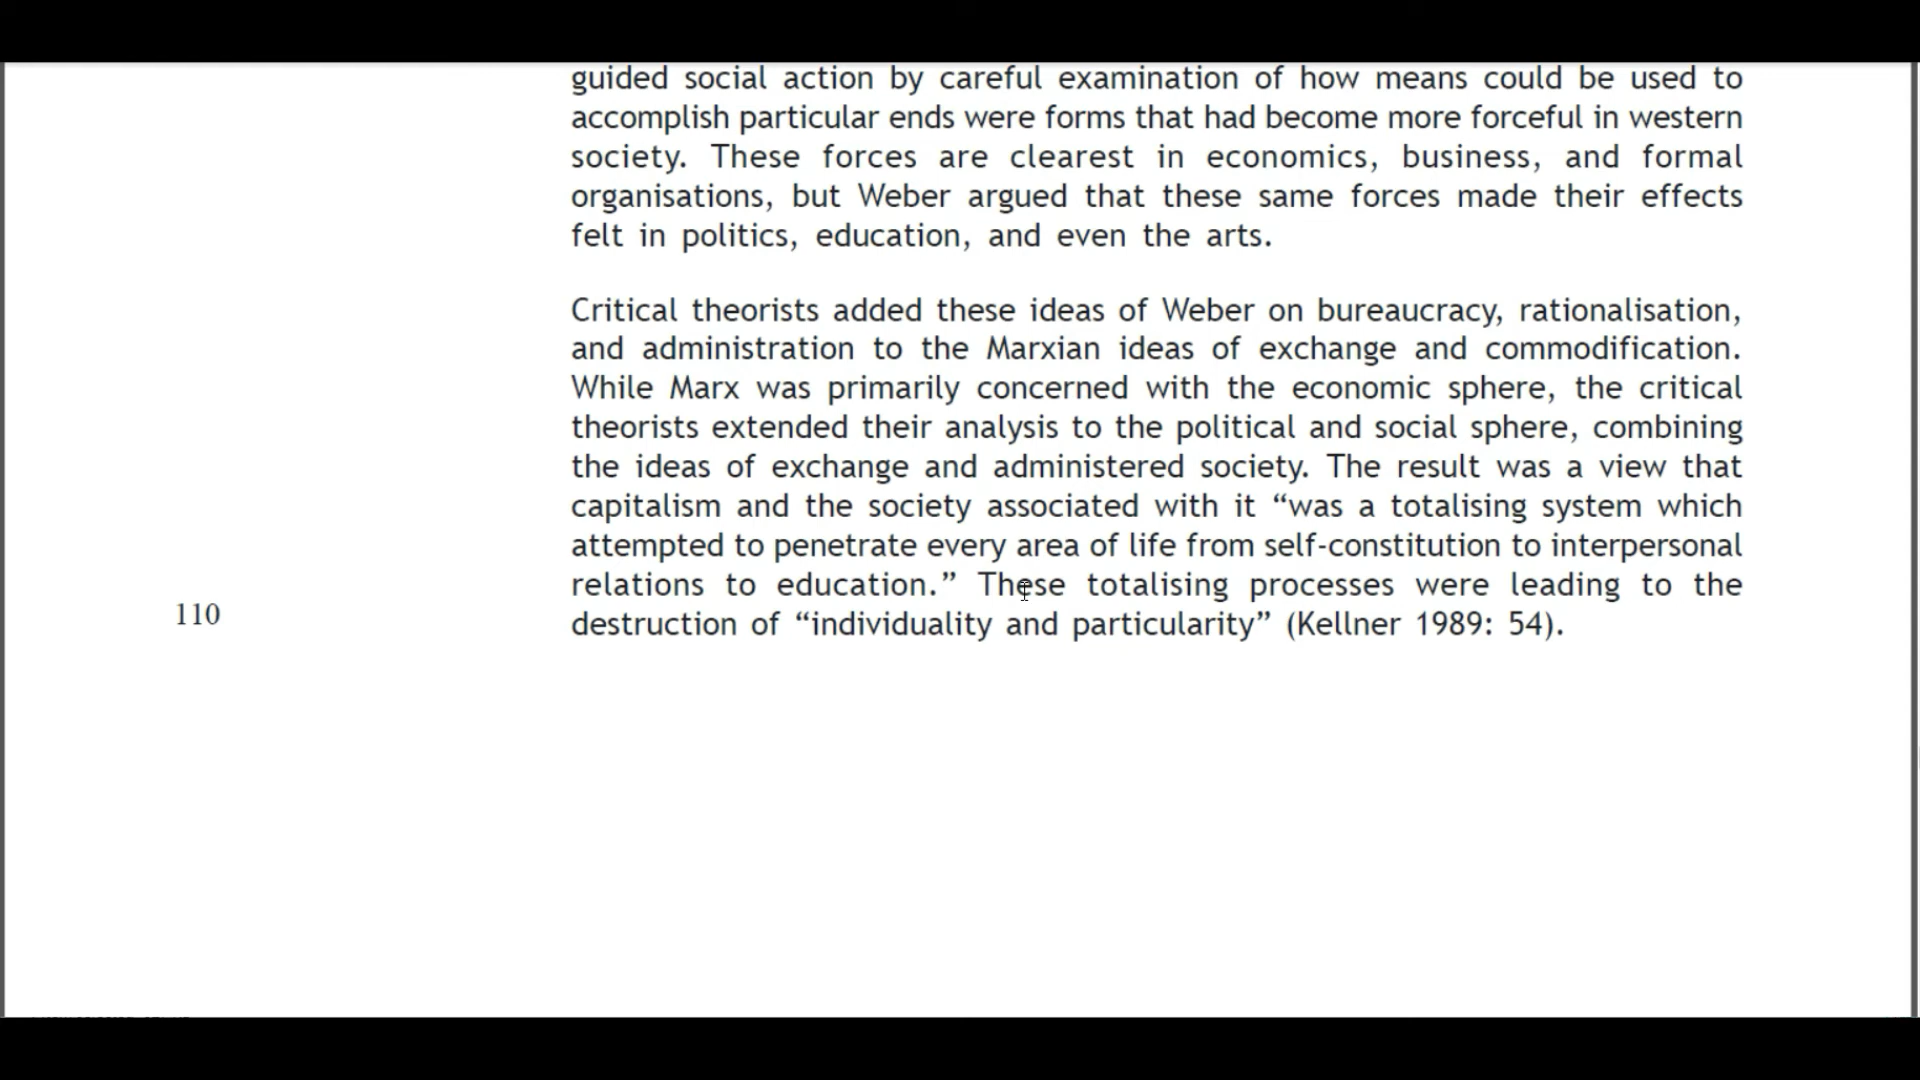 guided social action by careful examination of how means could be used to
accomplish particular ends were forms that had become more forceful in western
society. These forces are clearest in economics, business, and formal
organisations, but Weber argued that these same forces made their effects
felt in politics, education, and even the arts.
Critical theorists added these ideas of Weber on bureaucracy, rationalisation,
and administration to the Marxian ideas of exchange and commodification.
While Marx was primarily concerned with the economic sphere, the critical
theorists extended their analysis to the political and social sphere, combining
the ideas of exchange and administered society. The result was a view that
capitalism and the society associated with it “was a totalising system which
attempted to penetrate every area of life from self-constitution to interpersonal
relations to education.” These totalising processes were leading to the
destruction of “individuality and particularity” (Kellner 1989: 54).
110